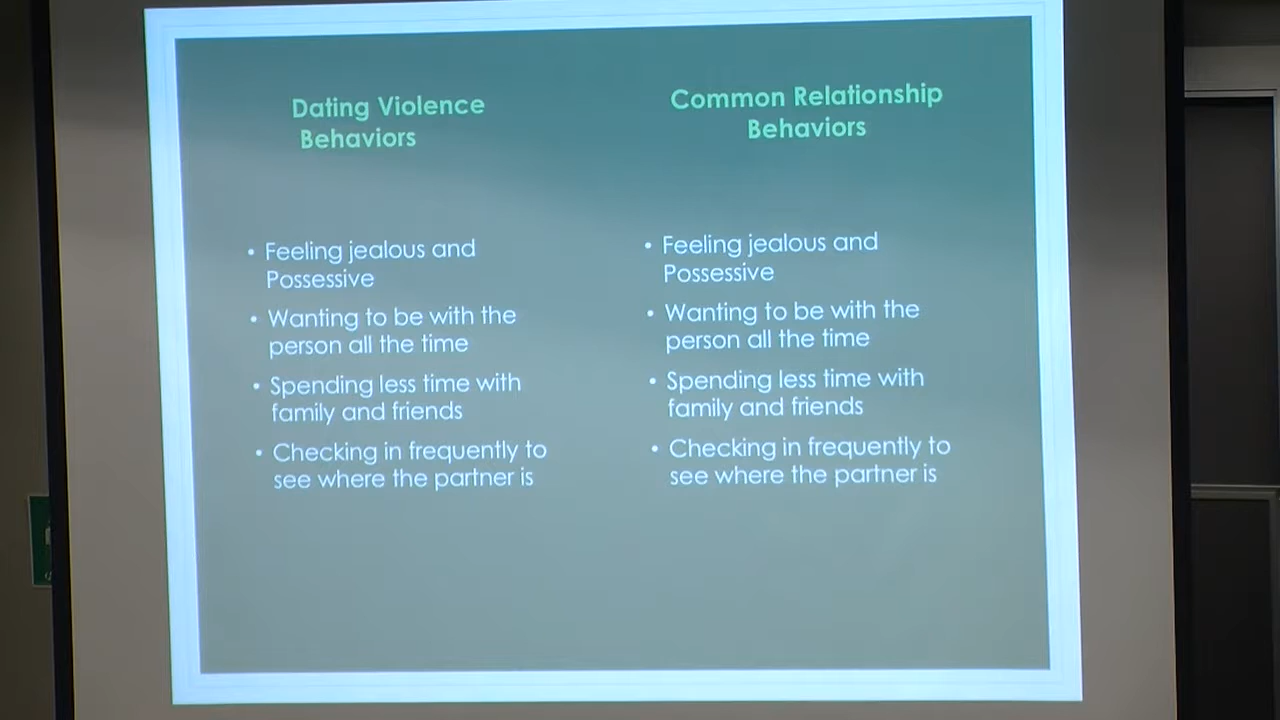 Dating Violence
Behaviors
• Feeling jealous and
Possessive
• Wanting to be with the
person all the time
• Spending less time with
family and friends
• Checking in frequently to
see where the partner is
Common Relationship
Behaviors
• Feeling jealous and
Possessive
• Wanting to be with the
person all the time
• Spending less time with
family and friends
• Checking in frequently to
see where the partner is